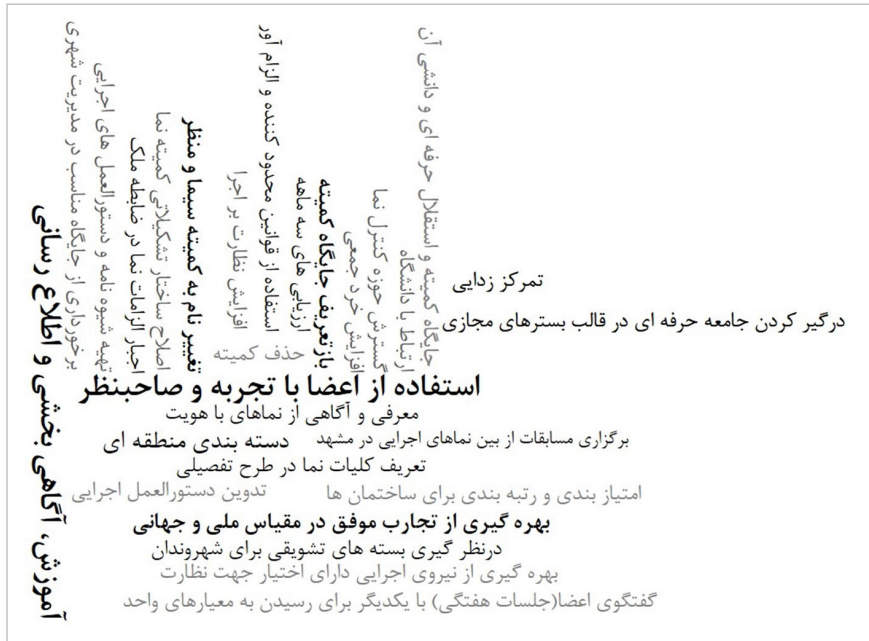 جایگاه کمیته و استقلال حرفه ای و دانشی آن
ارتباط با دانشگاه
گسترش حوزه کنترل نما
افزایش خرد جمعی
بازتعریف جایگاه کمیته
ارزیابی های سه ماهه
استفاده از قوانین محدود کننده و الزام آور
افزایش نظارت بر اجرا
تغییر نام به کمیته سیما و منظر
اصلاح ساختار تشکیلاتی کمیته نما
اجبار الزامات نما در ضابطه ملک
تهیه شیوه نامه و دستورالعمل های اجرایی
برخورداری از جایگاه مناسب در مدیریت شهری
آموزش، آگاهی بخشی و اطلاع رسانی
تمرکز زدایی
درگیر کردن جامعه حرفه ای در قالب بسترهای مجازی
حذف کمیته
استفاده از اعضا با تجربه و صاحبنظر
معرفی و آگاهی از نماهای با هویت
برگزاری مسابقات از بین نماهای اجرایی در مشهد
دسته بندی منطقه ای
تعریف کلیات نما در طرح تفصیلی
امتیاز بندی و رتبه بندی برای ساختمان ها
تدوین دستورالعمل اجرایی
بهره گیری از تجارب موفق در مقیاس ملی و جهانی
درنظر گیری بسته های تشویقی برای شهروندان
بهره گیری از نیروی اجرایی دارای اختیار جهت نظارت
گفتگوی اعضا(جلسات هفتگی) با یکدیگر برای رسیدن به معیارهای واحد